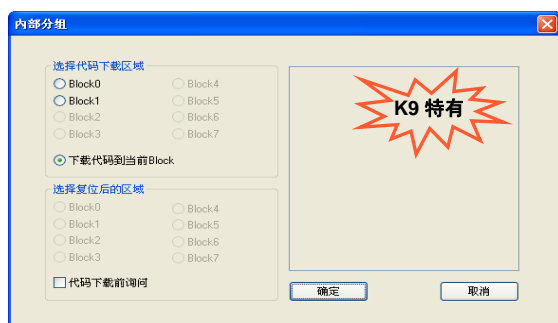 内部分组
选择代码下载区域
Block0 Block4
Block1 Block5
Block2 Block6
Block3 Block7
下载代码到当前Block
选择复位后的区域
Block0 Block4
Block1 Block5
Block2 Block6
Block3 Block7
代码下载前询问
K9 特有
确定 取消